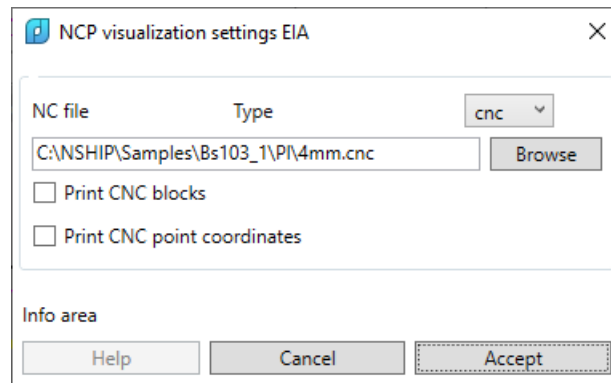 NCP visualization settings EIA
NC file Type cnc
C:\NSHIP\Samples\Bs103_1\Pl\4mm.cnc Browse
Print CNC blocks
Print CNC point coordinates
Info area
Help Cancel Accept